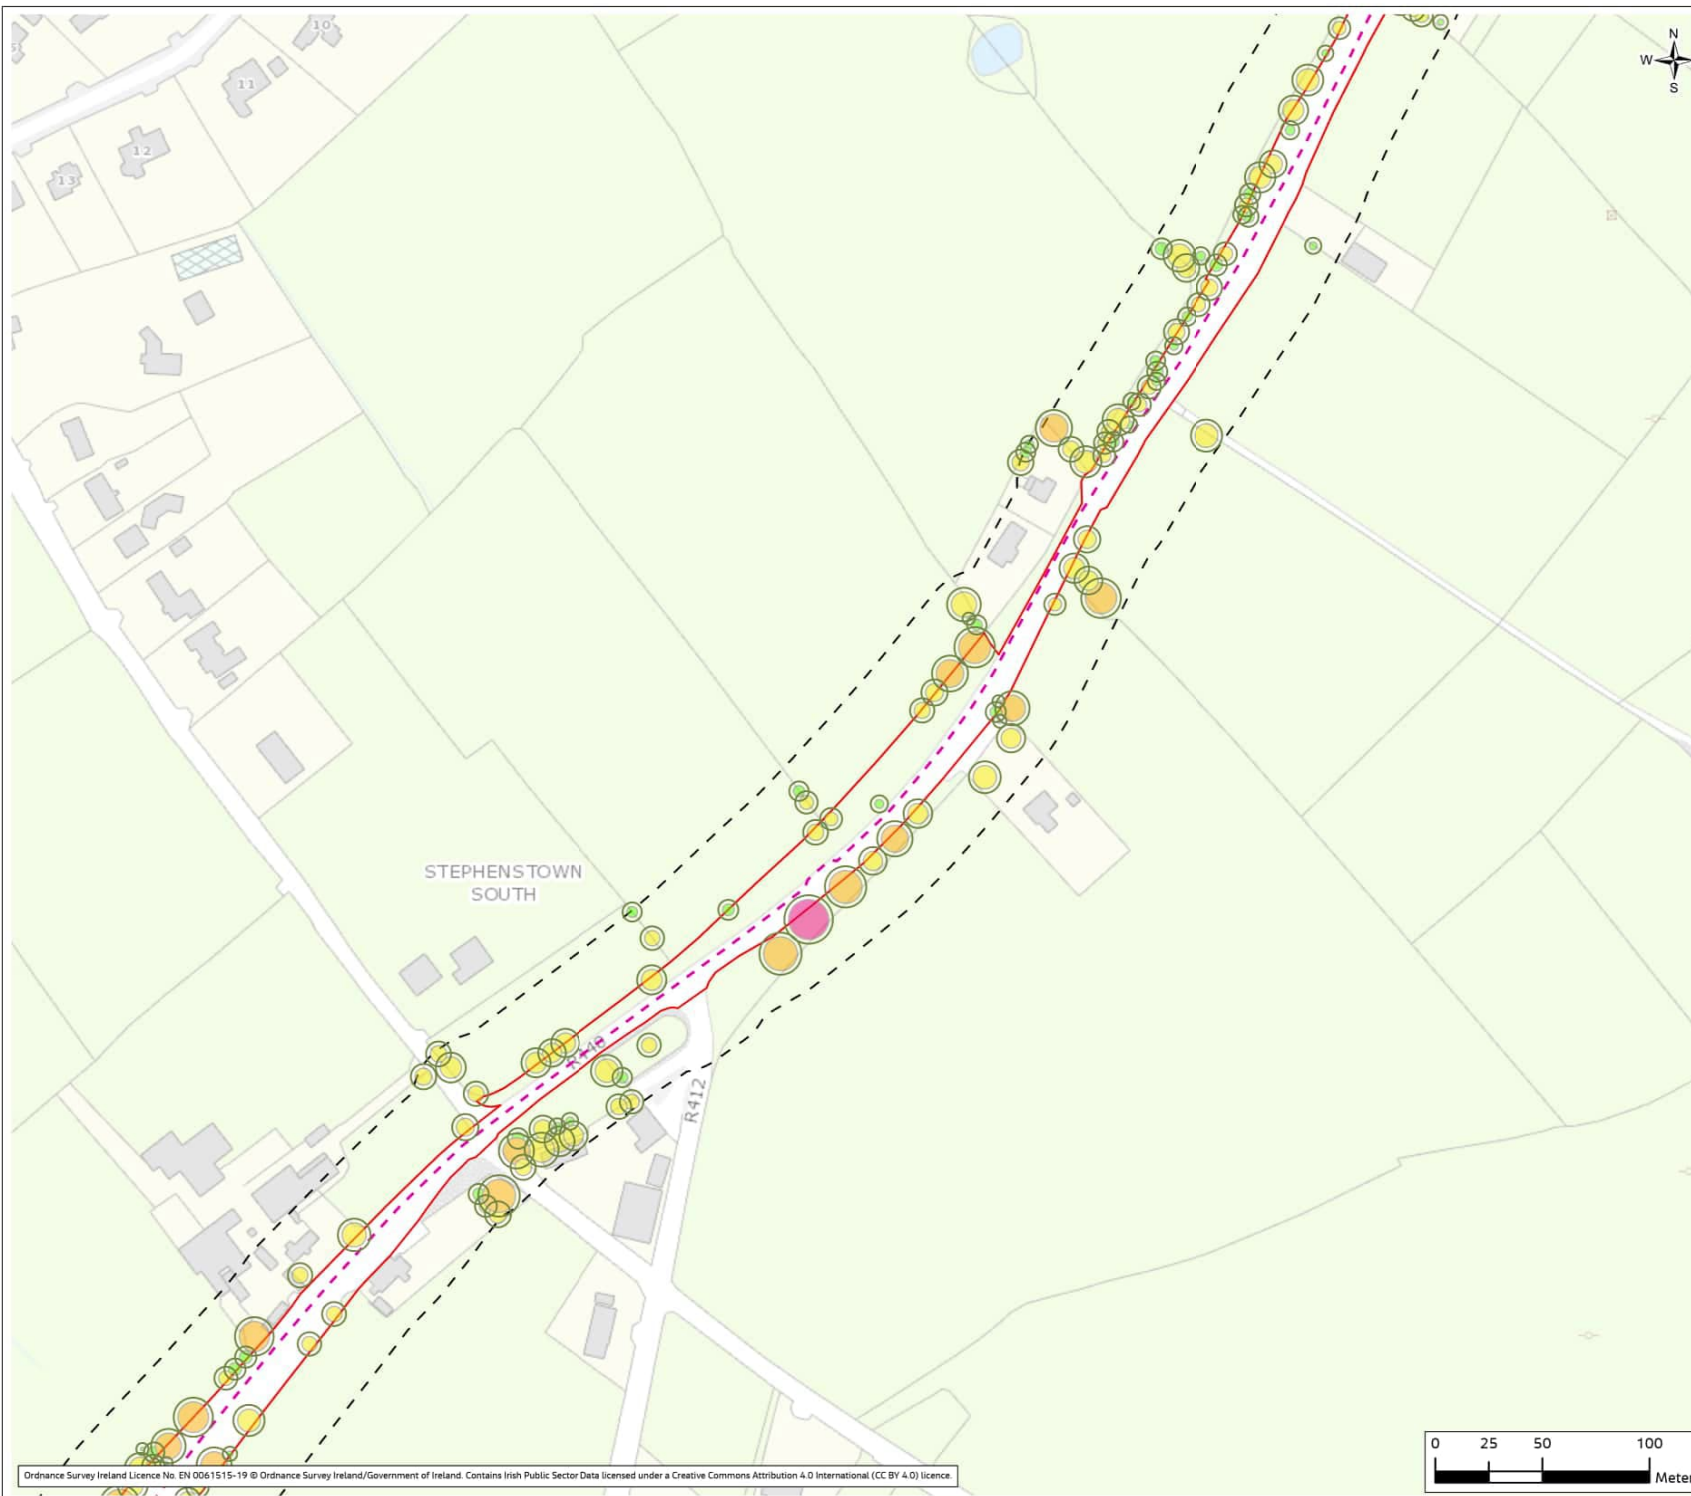 10
N
W
S
11
12
13
STEPHENSTOWN
SOUTH
R412
0 25 50 100
Meter
Ordnance Survey Ireland Licence No. EN 0061515-19 © Ordnance Survey Ireland/Government of Ireland. Contains Irish Public Sector Data licensed under a Creative Commons Attribution 4.0 International (CC BY 4.0) licence.